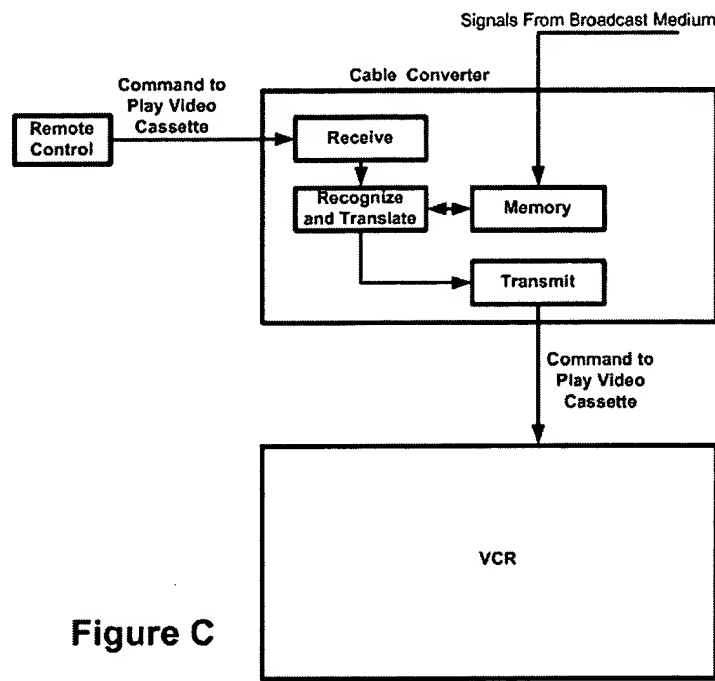 Signals From Broadcast Medium
Cable Converter
Command to
Play Video
Cassette
Remote
Control
Receive
Recognize
and Translate
Memory
Transmit
Command to
Play Video
Cassette
VCR
Figure C